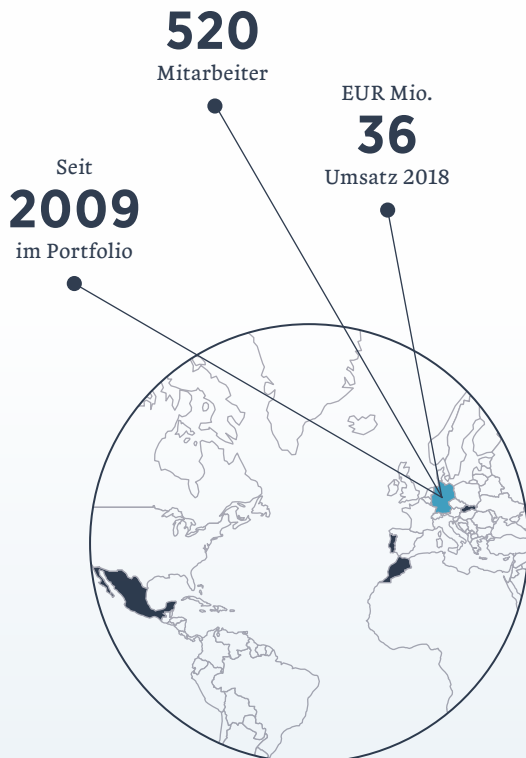 520
Mitarbeiter
EUR Mio.
36
Umsatz 2018
Seit
2009
im Portfolio